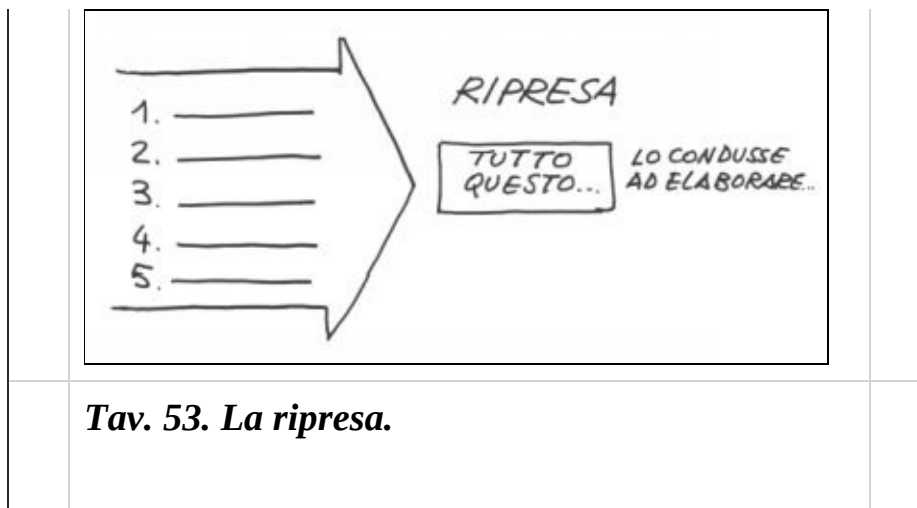 RIPRESA
1.
2.
3.
4.
5.
TUTTO
QUESTO...
LO CONDUSSE
AD ELABORARE...
Tav. 53. La ripresa.